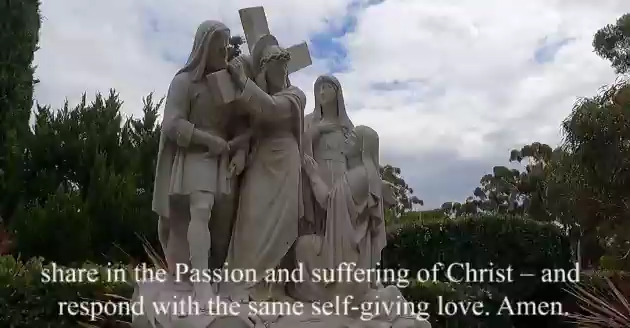 share in the Passion and suffering of Christ – and
respond with the same self-giving love. Amen.